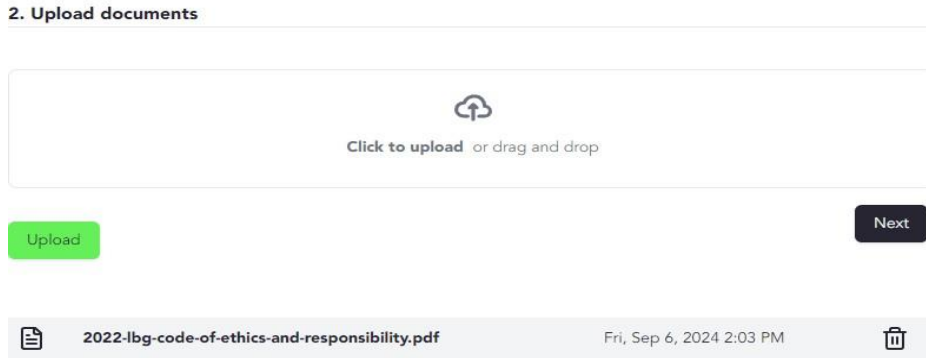 2. Upload documents
Click to upload or drag and drop
Next
Upload
2022-lbg-code-of-ethics-and-responsibility.pdf Fri, Sep 6, 2024 2:03 PM